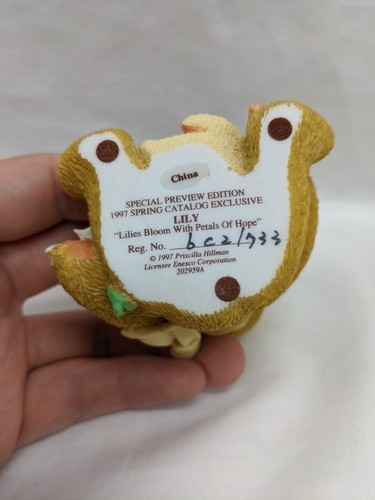 China
SPECIAL PREVIEW EDITION
1997 SPRING CATALOG EXCLUSIVE
LILY
"Lilies Bloom With Petals Of Hope"
Reg. No. 6c2/733
© 1997 Priscilla Hillman
Licensee Enesco Corporation
202959A